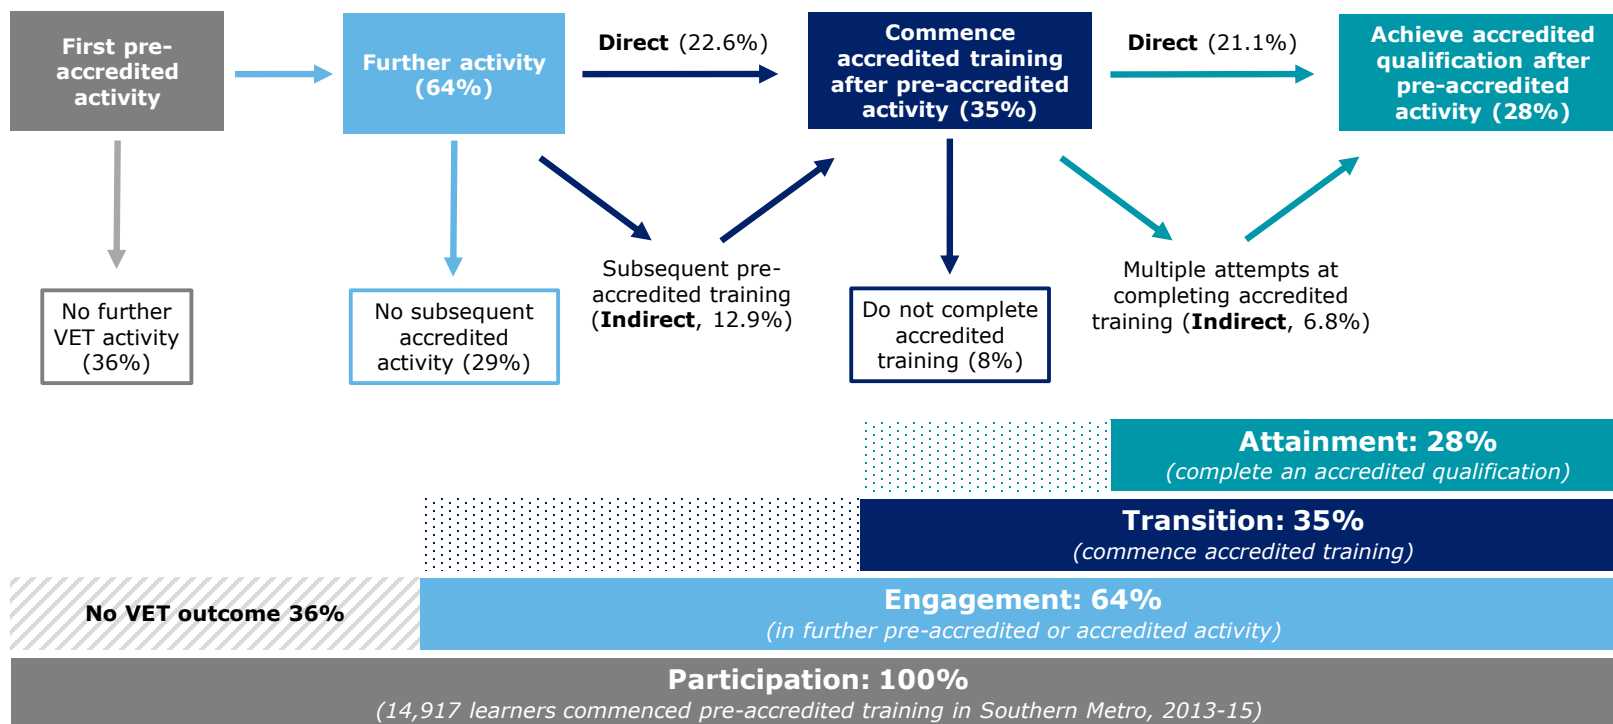 First pre-
accredited
activity
Further activity
(64%)
Direct (22.6%)
Commence
accredited training
after pre-accredited
activity (35%)
Direct (21.1%)
Achieve accredited
qualification after
pre-accredited
activity (28%)
No further
VET activity
(36%)
No subsequent
accredited
activity (29%)
Subsequent pre-
accredited training
(Indirect, 12.9%)
Do not complete
accredited
training (8%)
Multiple attempts at
completing accredited
training (Indirect, 6.8%)
Attainment: 28%
(complete an accredited qualification)
Transition: 35%
(commence accredited training)
No VET outcome 36%
Engagement: 64%
(in further pre-accredited or accredited activity)
Participation: 100%
(14,917 learners commenced pre-accredited training in Southern Metro, 2013-15)